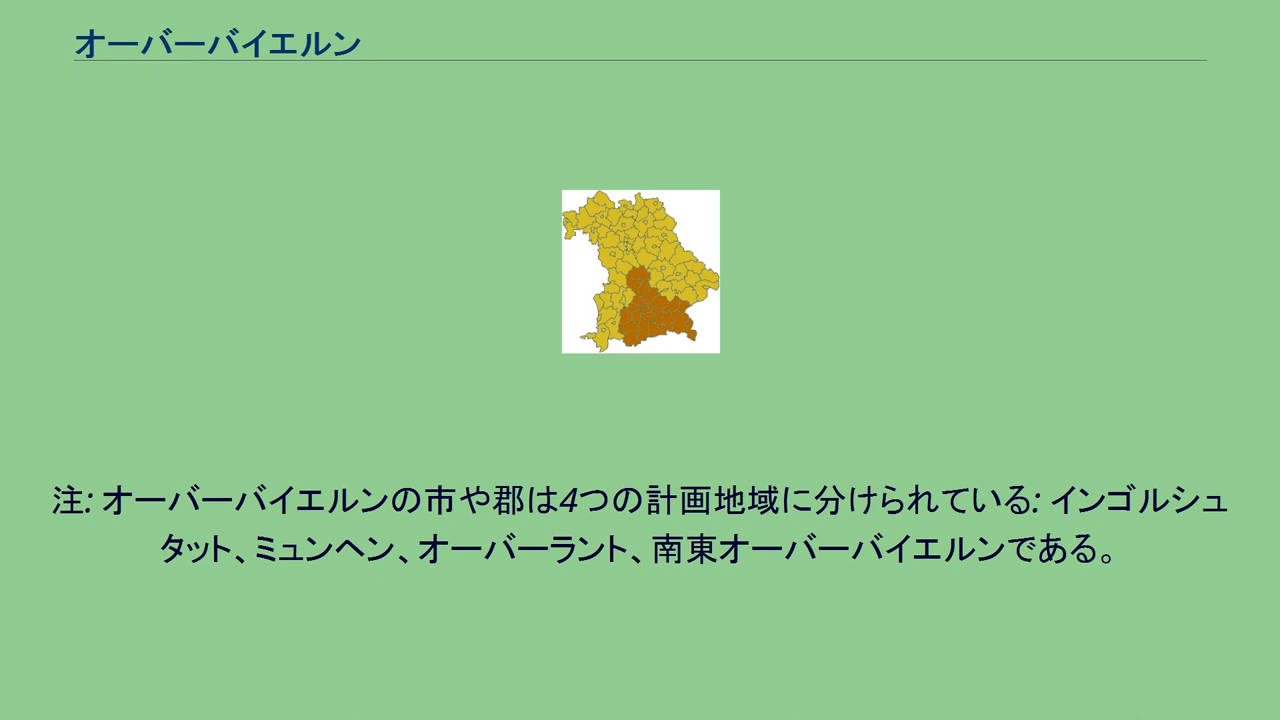 オーバーバイエルン
注: オーバーバイエルンの市や郡は4つの計画地域に分けられている: インゴルシュ
タット、ミュンヘン、オーバーラント、南東オーバーバイエルンである。